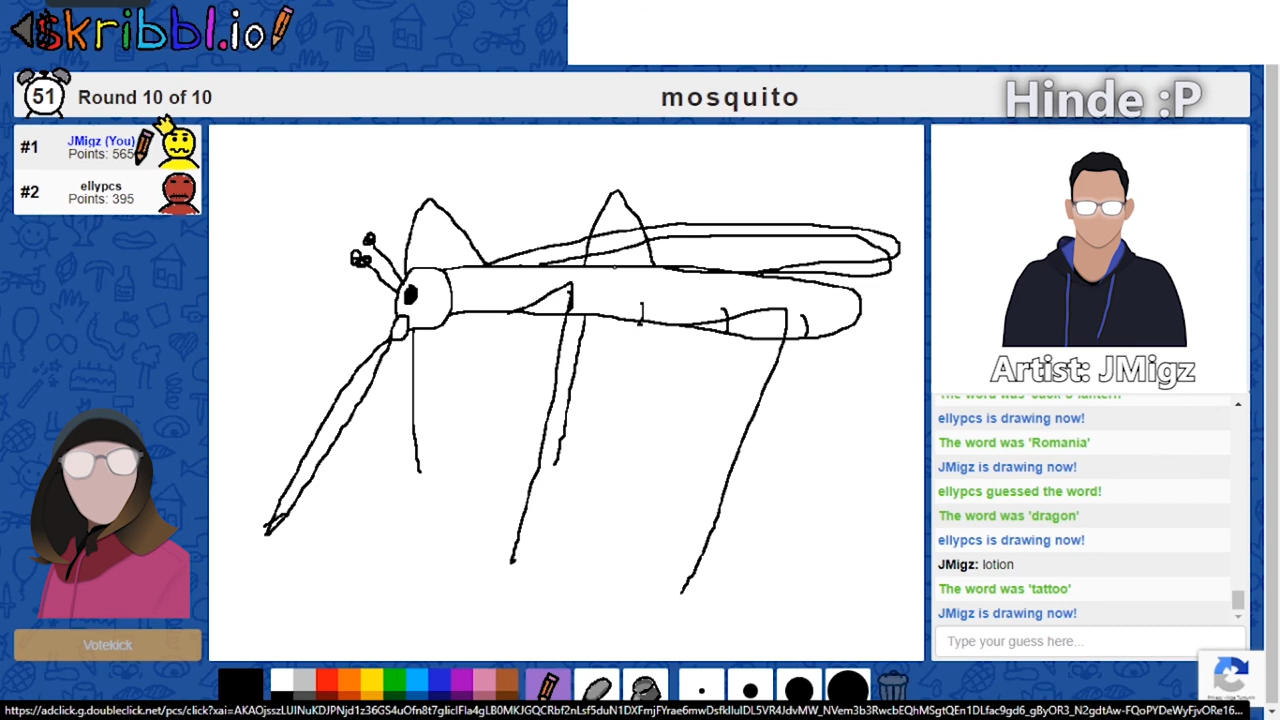 skribbl.io
51
Round 10 of 10
mosquito
Hinde :P
#1
JMigz (You)
Points: 565
#2
ellypcs
Points: 395
Artist: JMigz
ellypcs is drawing now!
The word was 'Romania'
JMigz is drawing now!
ellypcs guessed the word!
The word was 'dragon'
ellypcs is drawing now!
JMigz: lotion
The word was 'tattoo'
JMigz is drawing now!
Type your guess here...
Votekick